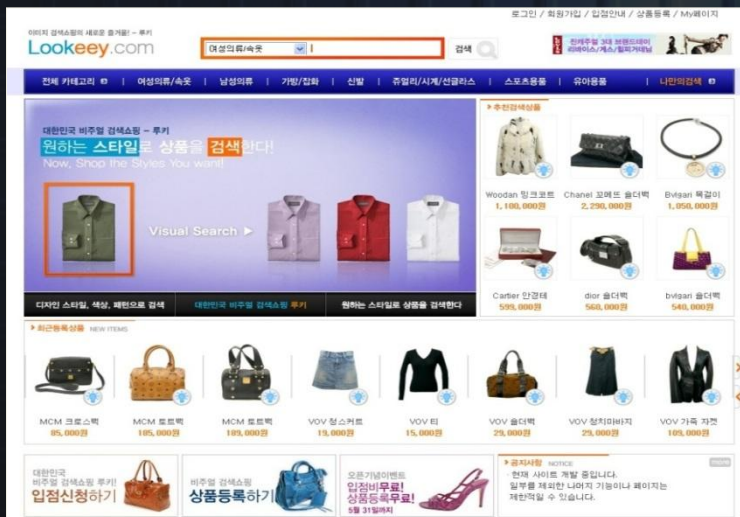 로그인 / 회원가입 / 입점안내 / 상품등록 / My페이지
이미지 검색쇼핑의 새로운 즐거움! - 루키
Lookeey.com
여성의류/속옷
검색
전체 카테고리 | 여성의류/속옷 | 남성의류 | 가방/잡화 | 신발 | 쥬얼리/시계/선글라스 | 스포츠용품 | 유아용품 | 나만의검색
대한민국 비주얼 검색쇼핑 - 루키
원하는 스타일로 상품을 검색한다!
Now, Shop the Styles You want!
Visual Search
디자인 스타일, 색상, 패턴으로 검색
대한민국 비주얼 검색쇼핑 루키
원하는 스타일로 상품을 검색한다
추천검색상품
Woodan 밍크코트
1,100,000원
Chanel 꼬메뜨 숄더백
2,290,000원
Bvlgari 목걸이
1,050,000원
Cartier 안경테
599,000원
dior 숄더백
560,000원
bvlgari 숄더백
540,000원
최근등록상품 NEW ITEMS
MCM 크로스백
85,000원
MCM 토트백
105,000원
MCM 토트백
109,000원
VOV 청스커트
19,000원
VOV 티
15,000원
VOV 숄더백
29,000원
VOV 항치마바지
29,000원
VOV 가죽 자켓
109,000원
대한민국
비주얼 검색쇼핑 루키!
입점신청하기
비주얼 검색쇼핑 루키
상품등록하기
오픈기념이벤트
입점비무료!
상품등록무료!
5월 31일까지
공지사항 NOTICE
more
현재 사이트 개발 중입니다.
일부를 제외한 나머지 기능이나 페이지는
제한적일 수 있습니다.